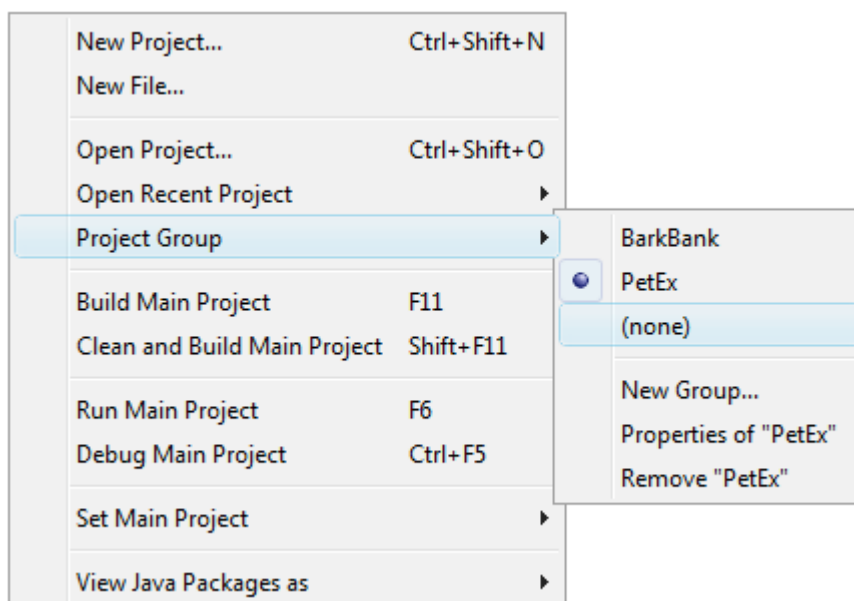 New Project... Ctrl+Shift+N
New File...
Open Project... Ctrl+Shift+O
Open Recent Project
Project Group
Build Main Project F11
Clean and Build Main Project Shift+F11
Run Main Project F6
Debug Main Project Ctrl+F5
Set Main Project
View Java Packages as
BarkBank
PetEx
(none)
New Group...
Properties of "PetEx"
Remove "PetEx"